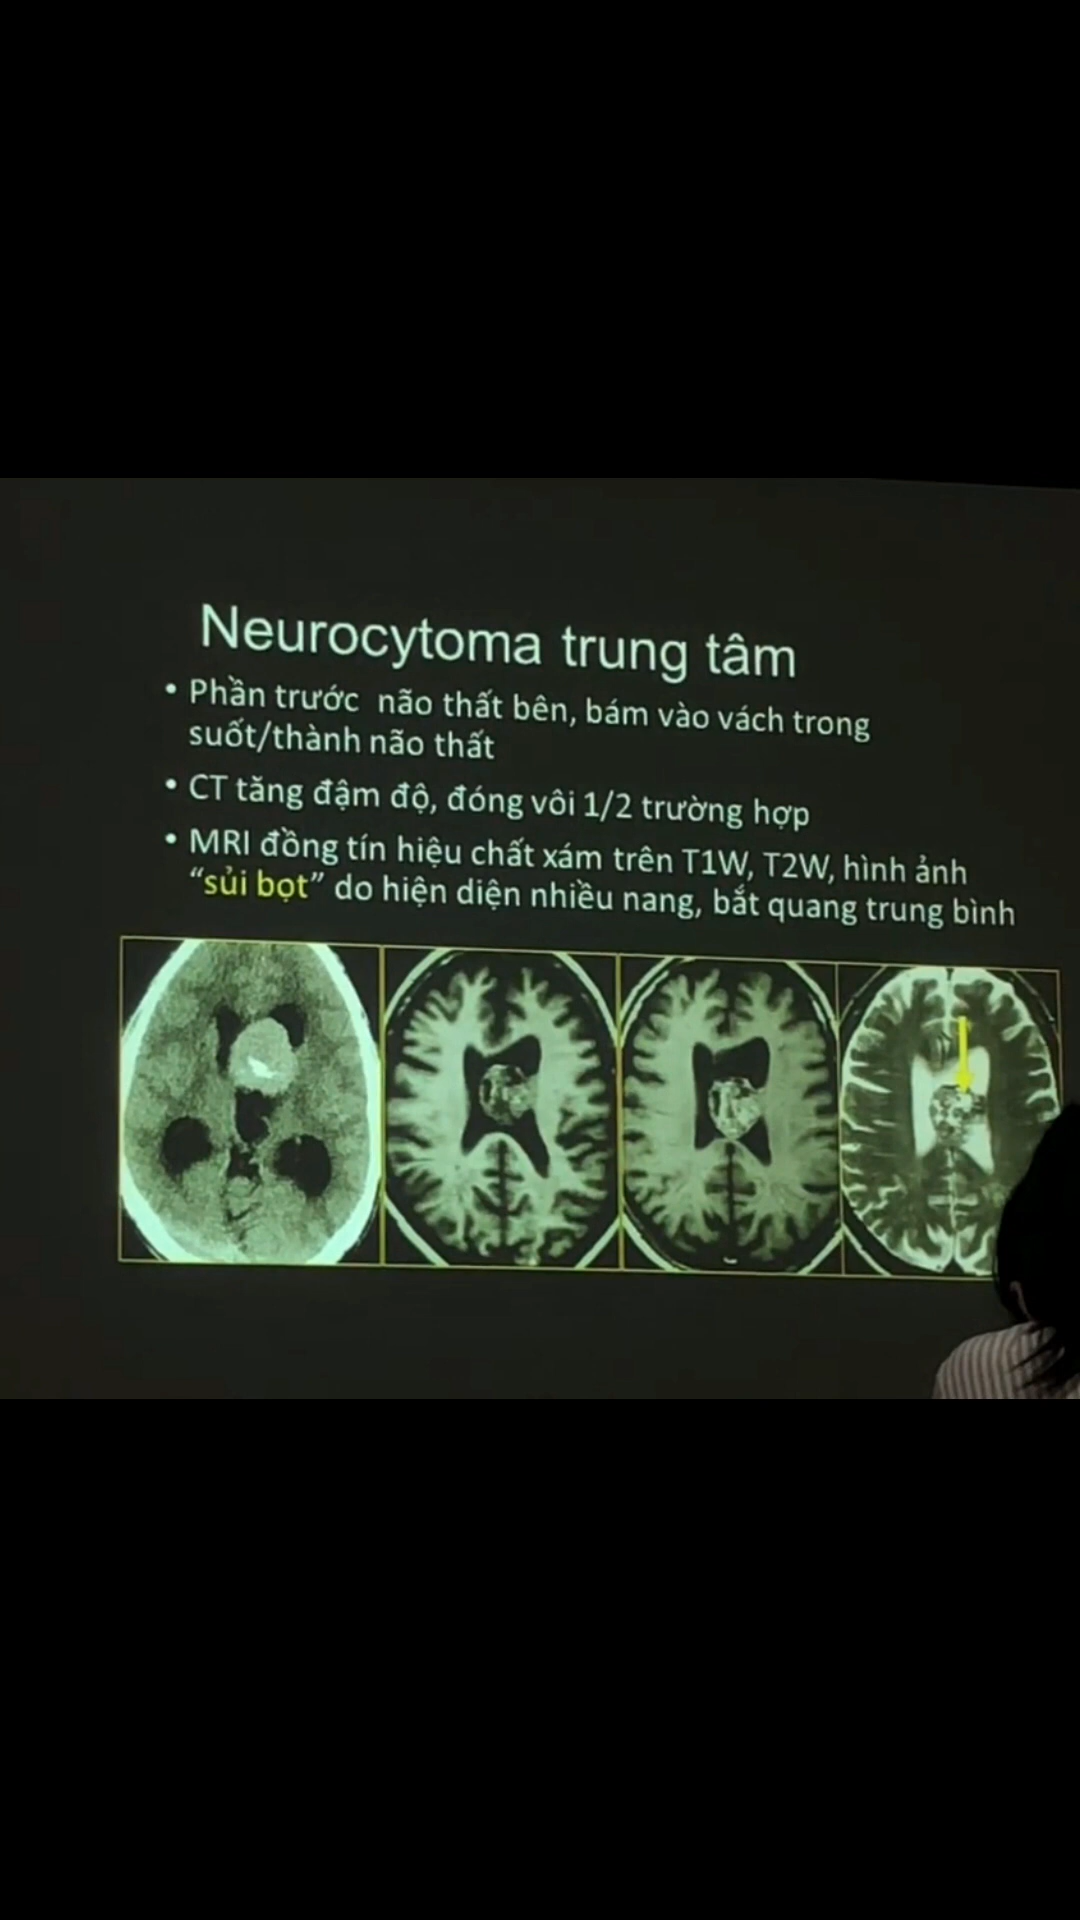 Neurocytoma trung tâm
• Phần trước não thất bên, bám vào vách trong
suốt/thành não thất
• CT tăng đậm độ, đóng vôi 1/2 trường hợp
• MRI đồng tín hiệu chất xám trên T1W, T2W, hình ảnh
“sủi bọt” do hiện diện nhiều nang, bắt quang trung bình